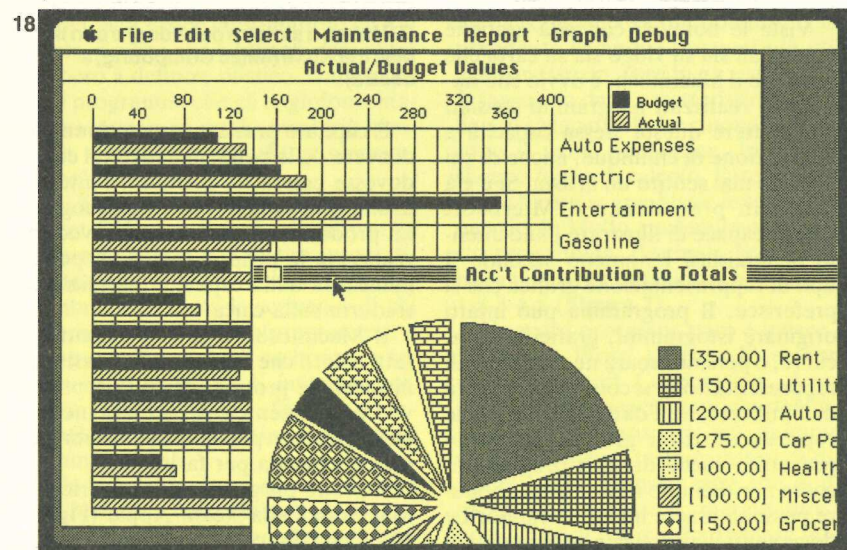 18
File Edit Select Maintenance Report Graph Debug
Actual/Budget Values
0 40 80 120 160 200 240 280 320 360 400
Budget
Actual
Auto Expenses
Electric
Entertainment
Gasoline
Acc't Contribution to Totals
[350.00] Rent
[150.00] Utiliti
[200.00] Auto E
[275.00] Car Pa
[100.00] Health
[100.00] Miscel
[150.00] Grocer